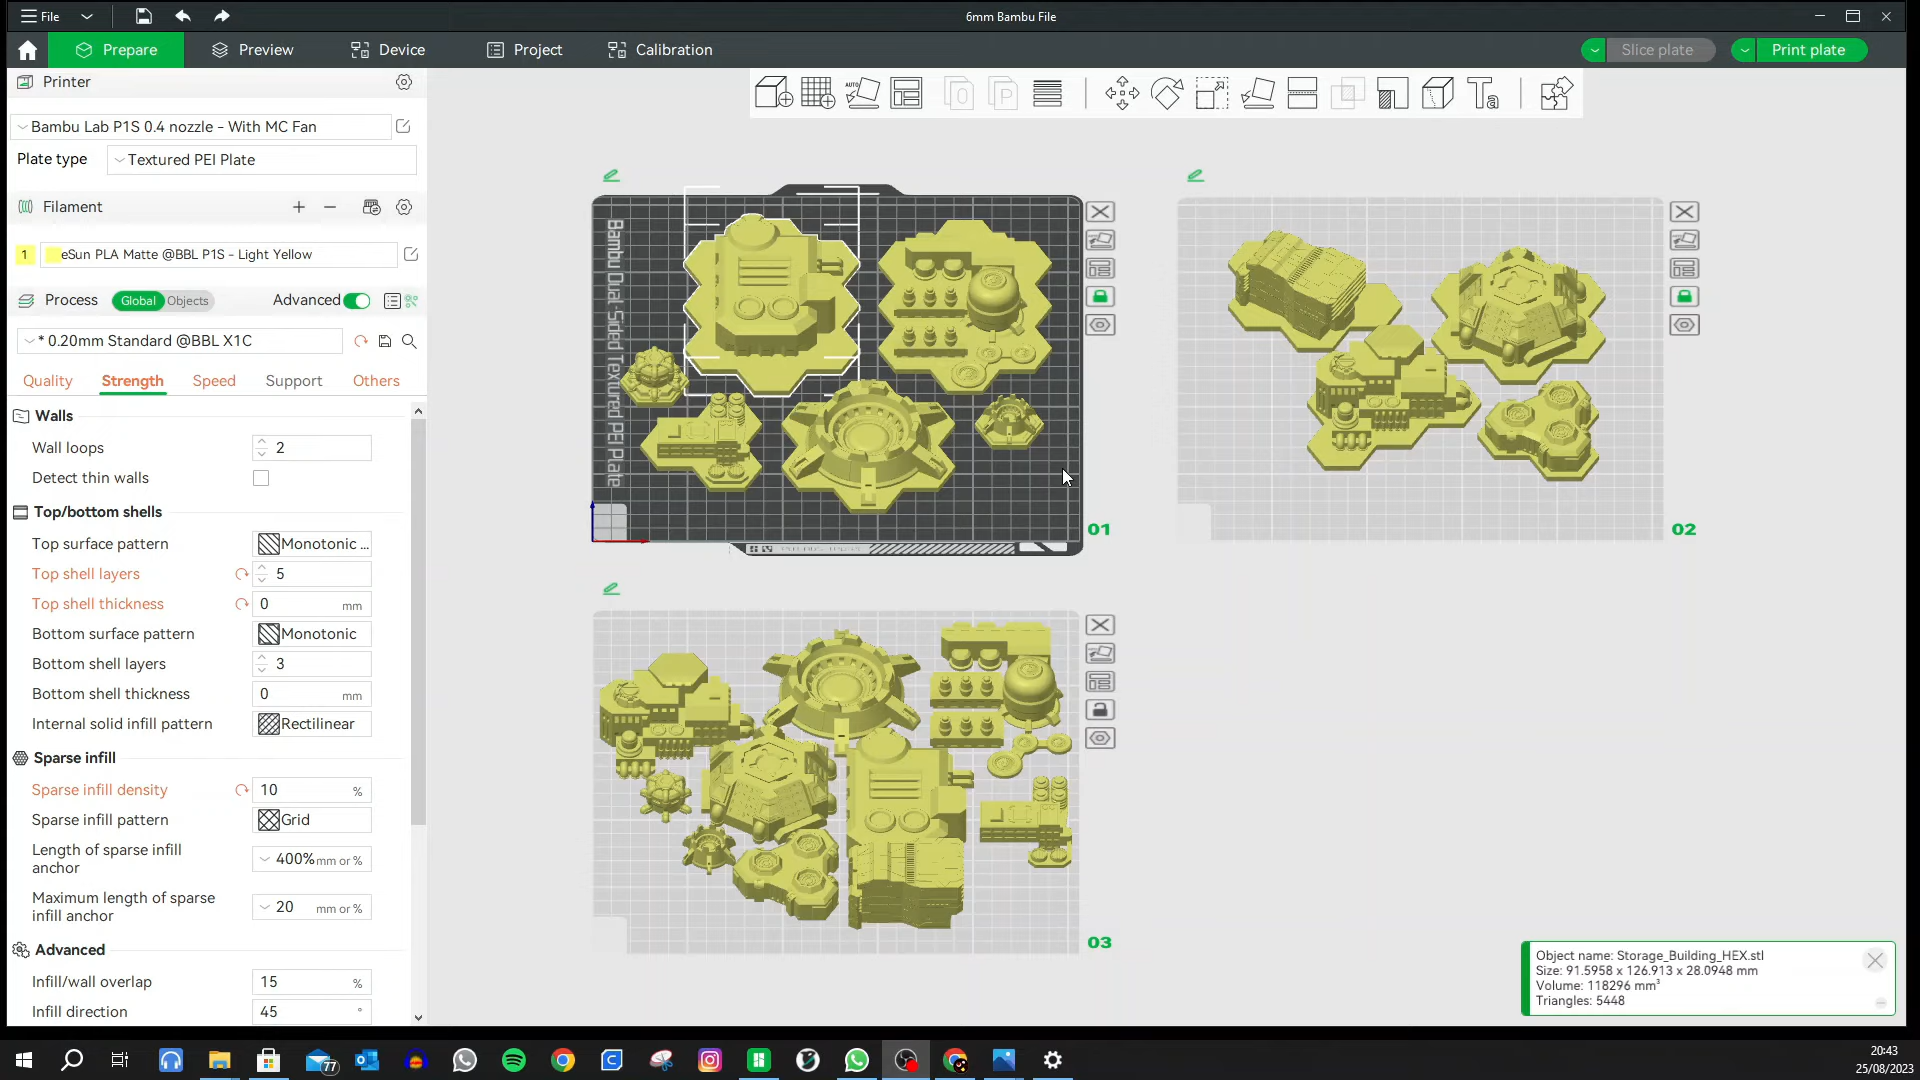 File
6mm Bambu File
Prepare
Preview
Device
Project
Calibration
Slice plate
Print plate
Printer
Bambu Lab P1S 0.4 nozzle - With MC Fan
Plate type
Textured PEI Plate
Filament
1
eSun PLA Matte @BBL P1S - Light Yellow
Process
Global
Objects
Advanced
* 0.20mm Standard @BBL X1C
Quality
Strength
Speed
Support
Others
Walls
Wall loops
2
Detect thin walls
Top/bottom shells
Top surface pattern
Monotonic ...
Top shell layers
5
Top shell thickness
0
mm
Bottom surface pattern
Monotonic
Bottom shell layers
3
Bottom shell thickness
0
mm
Internal solid infill pattern
Rectilinear
Sparse infill
Sparse infill density
10
%
Sparse infill pattern
Grid
Length of sparse infill
anchor
400%
mm or %
Maximum length of sparse
infill anchor
20
mm or %
Advanced
Infill/wall overlap
15
%
Infill direction
45
°
AUTO
O
P
Ta
Bambu Dual-Sided Textured PEI Plate
01
02
03
Object name: Storage_Building_HEX.stl
Size: 91.5958 x 126.913 x 28.0948 mm
Volume: 118296 mm³
Triangles: 5448
77
20:43
25/08/2023